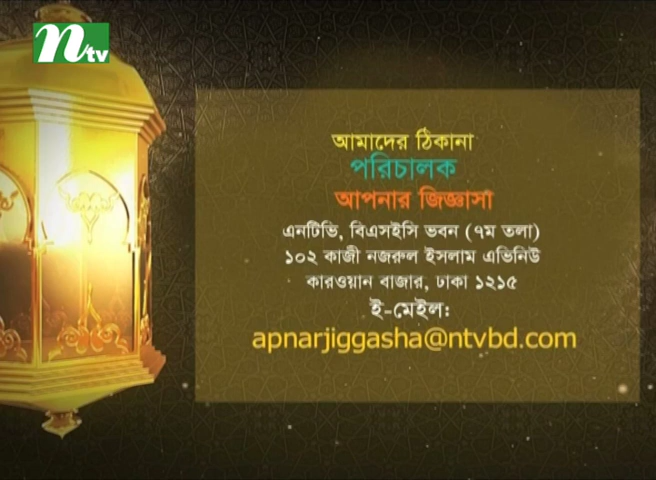 ntv
আমাদের ঠিকানা
পরিচালক
আপনার জিজ্ঞাসা
এনটিভি, বিএসইসি ভবন (৭ম তলা)
১০২ কাজী নজরুল ইসলাম এভিনিউ
কারওয়ান বাজার, ঢাকা ১২১৫
ই-মেইল:
apnarjiggasha@ntvbd.com